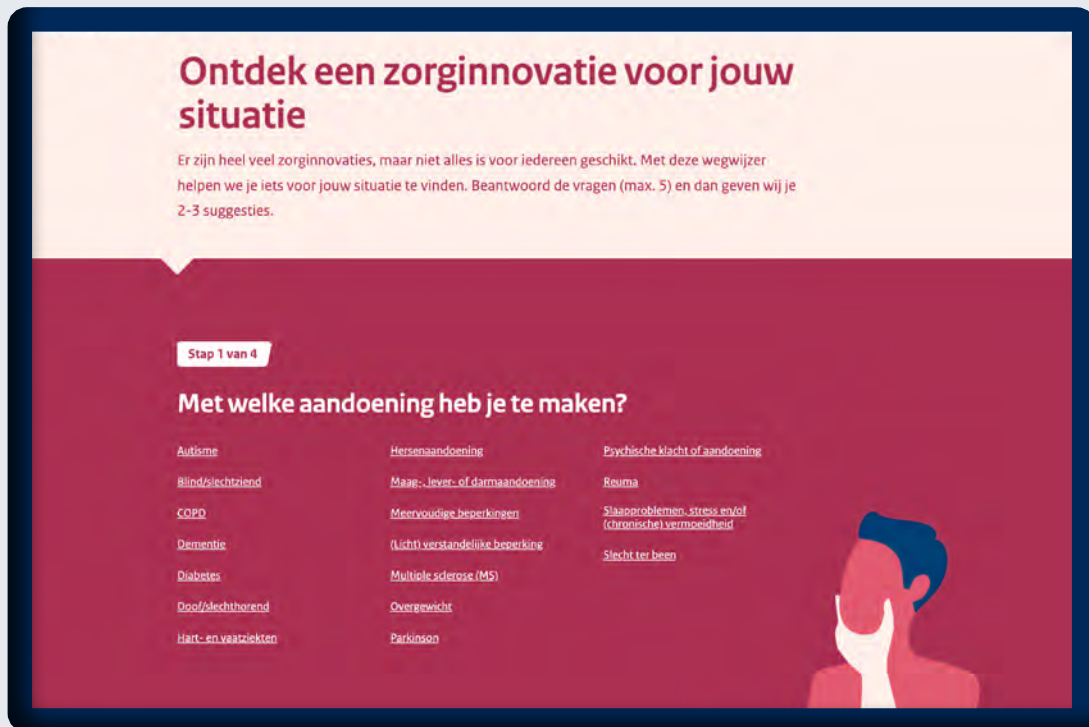 Ontdek een zorginnovatie voor jouw
situatie
Er zijn heel veel zorginnovaties, maar niet alles is voor iedereen geschikt. Met deze wegwijzer
helpen we je iets voor jouw situatie te vinden. Beantwoord de vragen (max. 5) en dan geven wij je
2-3 suggesties.
Stap 1 van 4
Met welke aandoening heb je te maken?
Autisme
Blind/slechtziend
COPD
Dementie
Diabetes
Doof/slechthorend
Hart- en vaatziekten
Hersenaandoening
Maag-, lever- of darmaandoening
Meervoudige beperkingen
(Licht) verstandelijke beperking
Multiple sclerose (MS)
Overgewicht
Parkinson
Psychische klacht of aandoening
Reuma
Slaapproblemen, stress en/of
(chronische) vermoeidheid
Slecht ter been